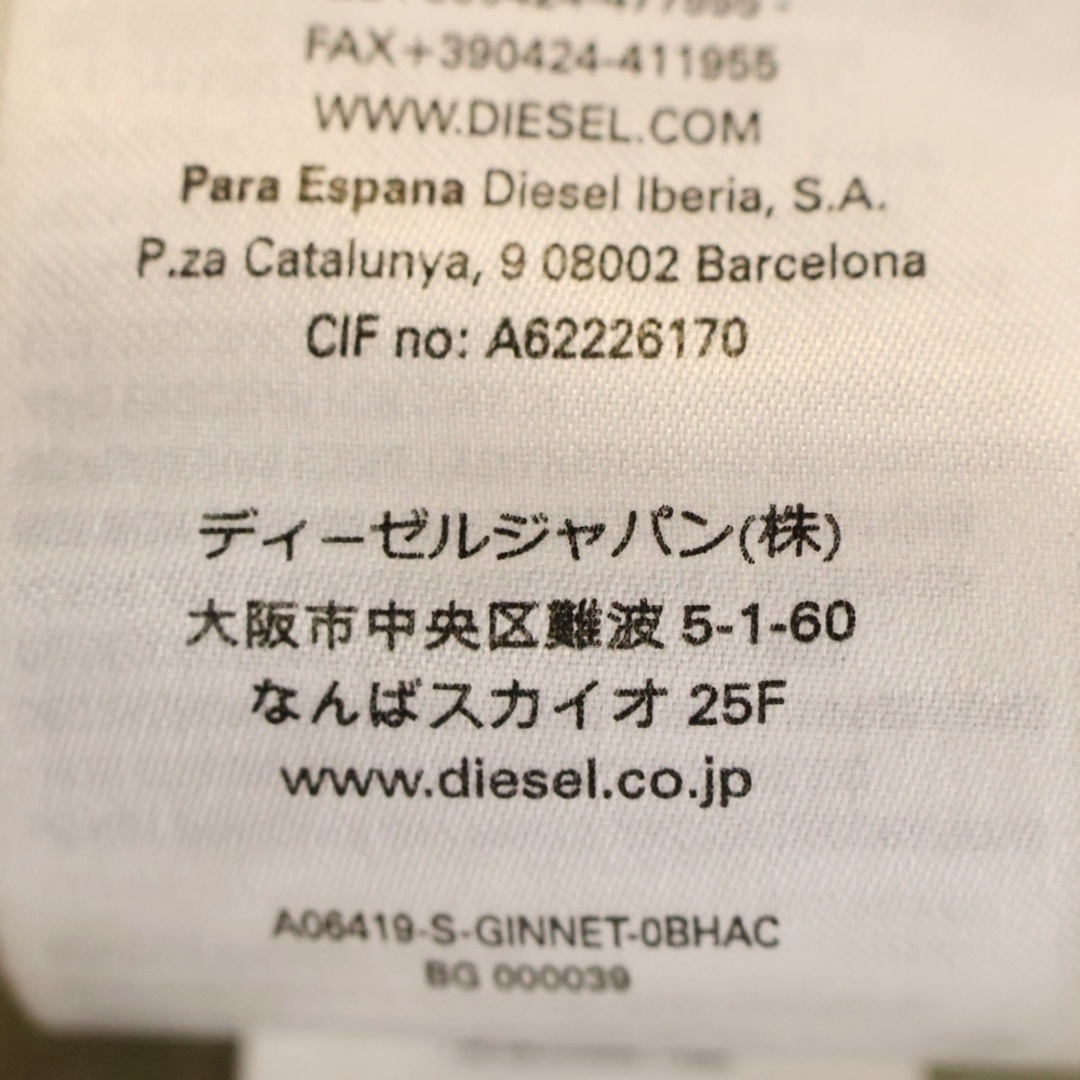 FAX+390424-411955
WWW.DIESEL.COM
Para Espana Diesel Iberia, S.A.
P.za Catalunya, 9 08002 Barcelona
CIF no: A62226170
ディーゼルジャパン(株)
大阪市中央区難波 5-1-60
なんばスカイオ 25F
www.diesel.co.jp
A06419-S-GINNET-0BHAC
BG 000039